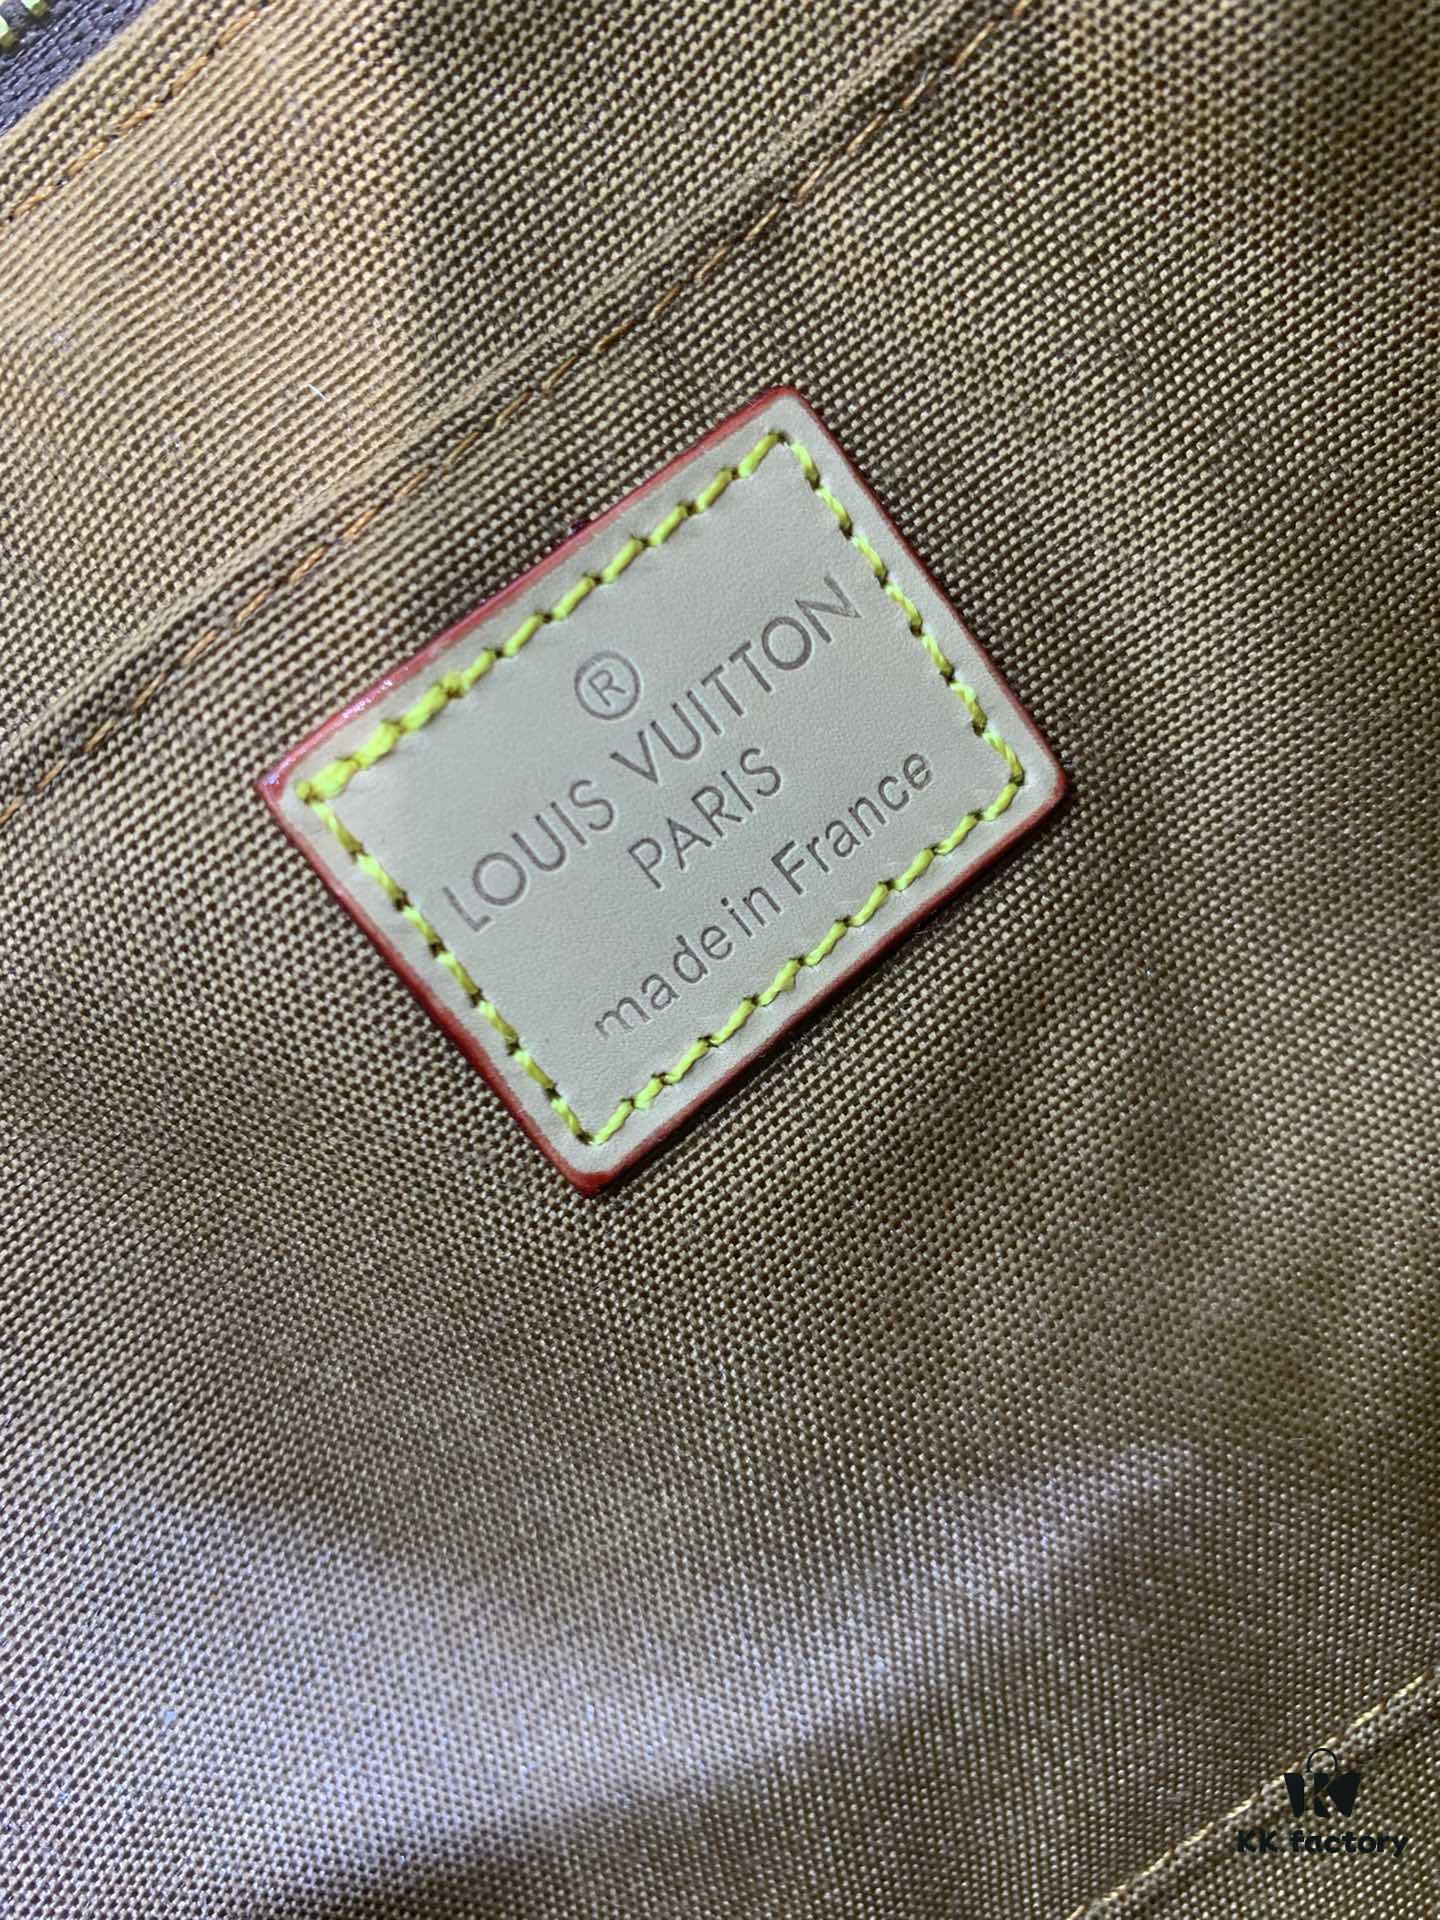 ®
LOUIS VUITTON
PARIS
made in France
KK factory